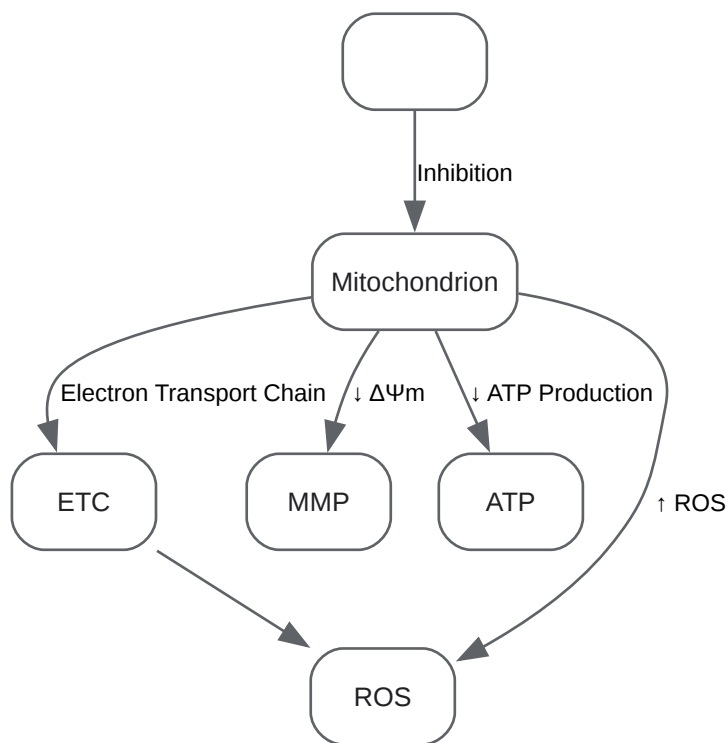 Inhibition
Mitochondrion
Electron Transport Chain
↓ ΔΨm
↓ ATP Production
ETC
MMP
ATP
↑ ROS
ROS